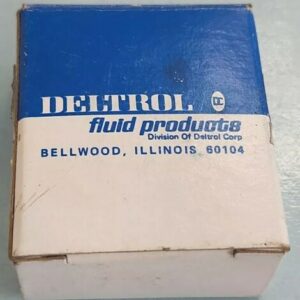 DELTROL
fluid products
Division Of Deltrol Corp
BELLWOOD, ILLINOIS 60104